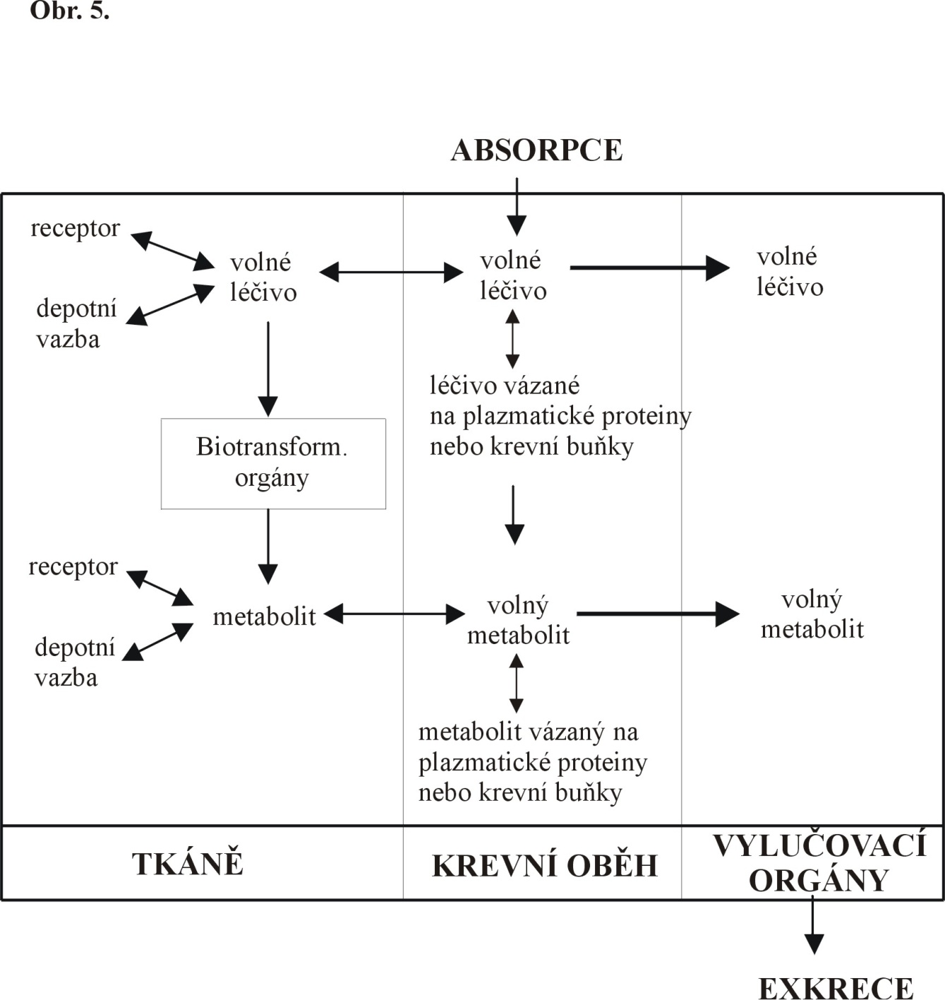 Obr. 5.
ABSORPCE
receptor
depotní
vazba
volné
léčivo
Biotransform.
orgány
receptor
depotní
vazba
metabolit
volné
léčivo
léčivo vázané
na plazmatické proteiny
nebo krevní buňky
volný
metabolit
metabolit vázaný na
plazmatické proteiny
nebo krevní buňky
volné
léčivo
volný
metabolit
TKÁNĚ
KREVNÍ OBĚH
VYLUČOVACÍ
ORGÁNY
EXKRECE